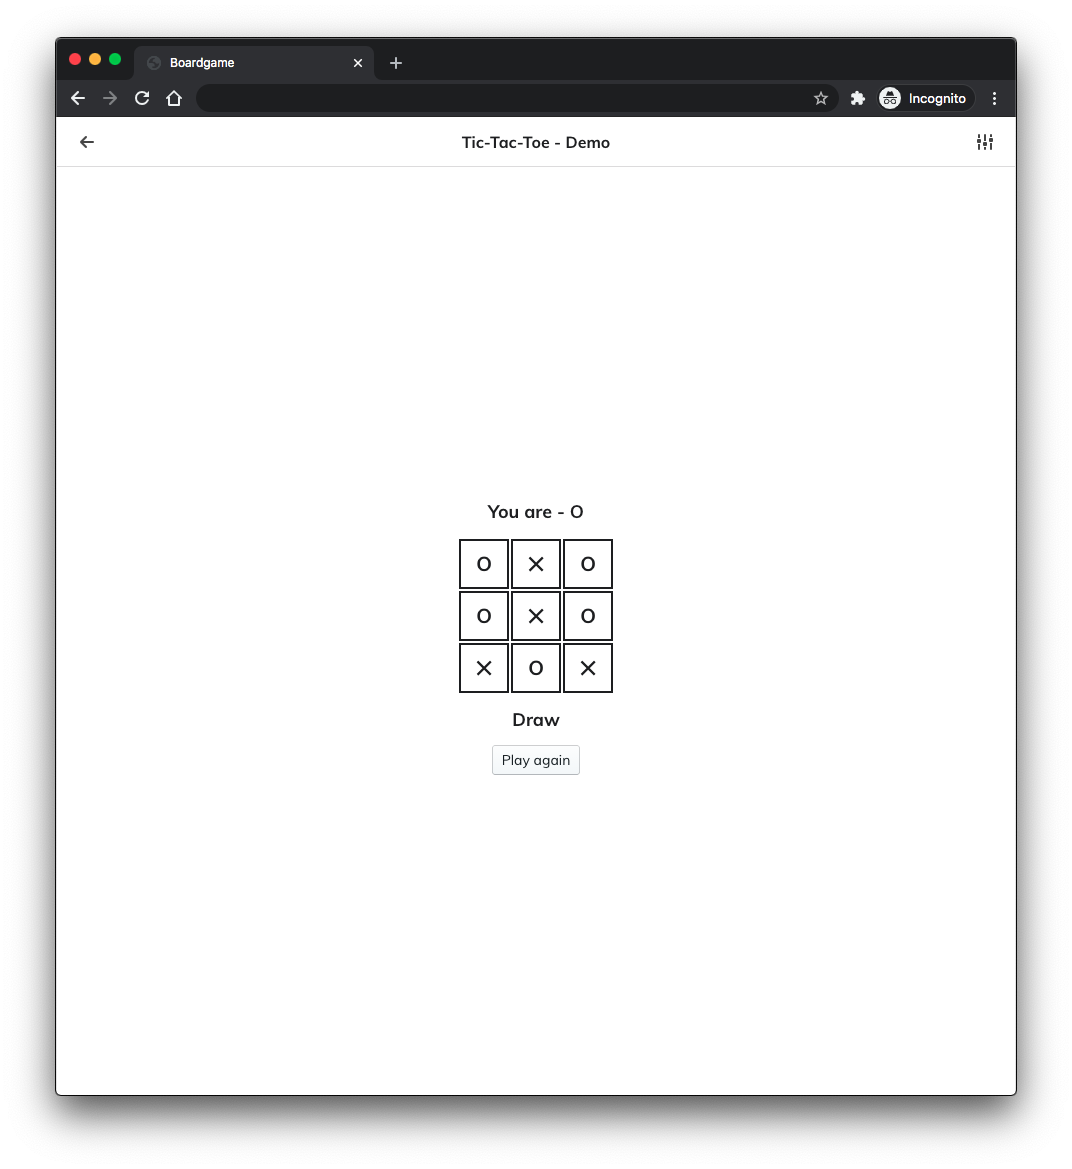 Boardgame
Incognito
Tic-Tac-Toe - Demo
You are - O
O X O
O X O
X O X
Draw
Play again